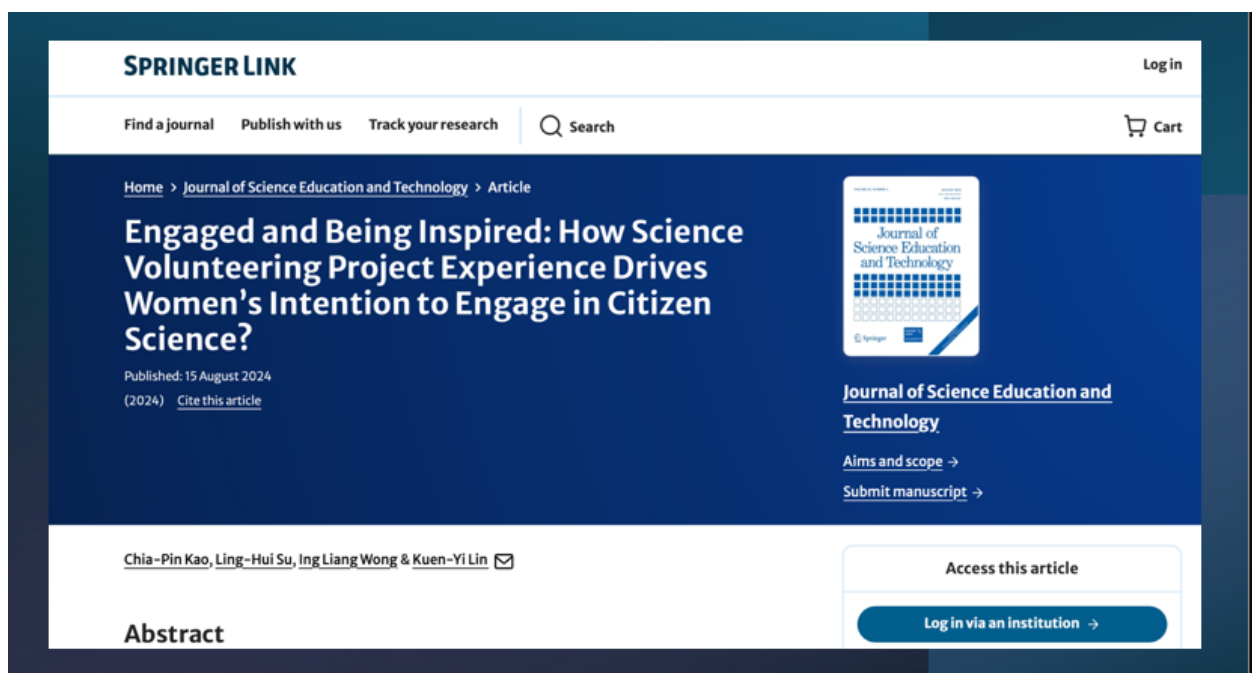 SPRINGER LINK
Log in
Find a journal
Publish with us
Track your research
Search
Cart
Home > Journal of Science Education and Technology > Article
Engaged and Being Inspired: How Science
Volunteering Project Experience Drives
Women's Intention to Engage in Citizen
Science?
Published: 15 August 2024
(2024) Cite this article
Journal of
Science Education
and Technology
Springer
Journal of Science Education and
Technology
Aims and scope →
Submit manuscript →
Chia-Pin Kao, Ling-Hui Su, Ing Liang Wong & Kuen-Yi Lin
Abstract
Access this article
Log in via an institution →